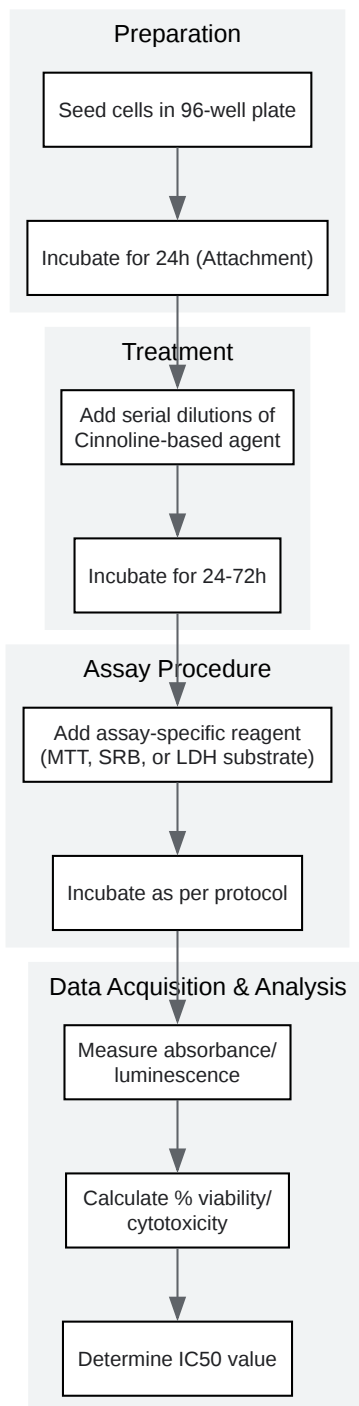 Preparation
Seed cells in 96-well plate
Incubate for 24h (Attachment)
Treatment
Add serial dilutions of
Cinnoline-based agent
Incubate for 24-72h
Assay Procedure
Add assay-specific reagent
(MTT, SRB, or LDH substrate)
Incubate as per protocol
Data Acquisition & Analysis
Measure absorbance/
luminescence
Calculate % viability/
cytotoxicity
Determine IC50 value